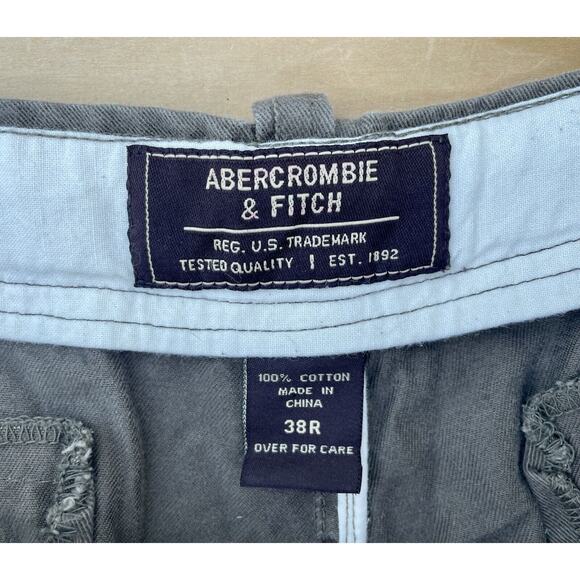 ABERCROMBIE
& FITCH
REG. U.S. TRADEMARK
TESTED QUALITY | EST. 1892
100% COTTON
MADE IN
CHINA
38R
OVER FOR CARE